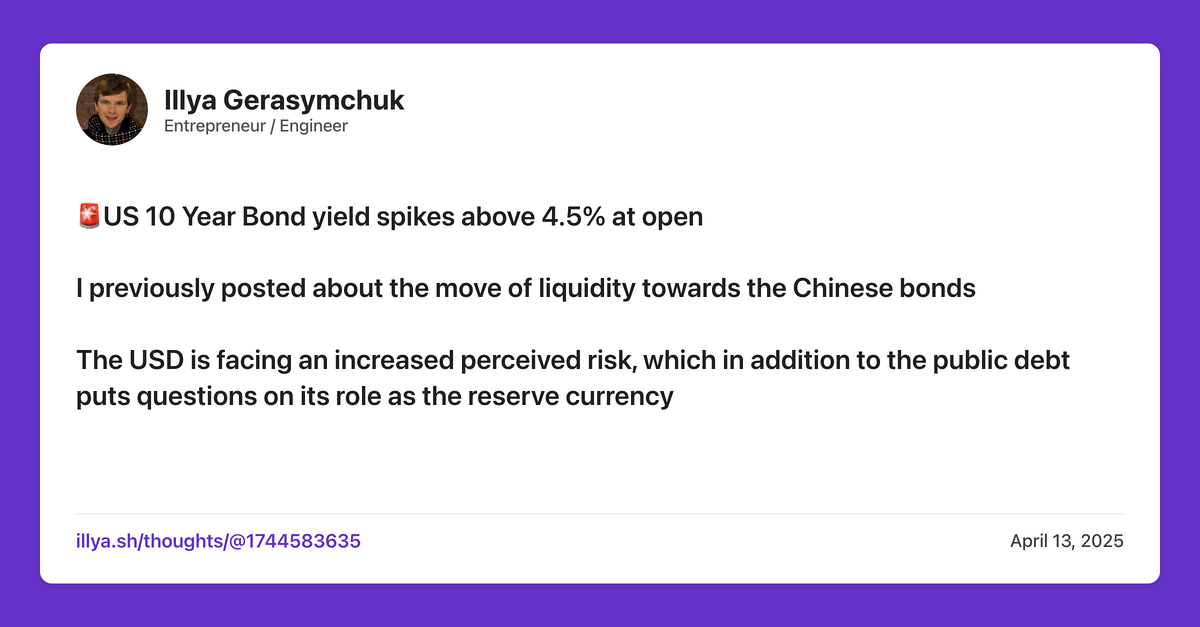 Illya Gerasymchuk
Entrepreneur / Engineer
🚨US 10 Year Bond yield spikes above 4.5% at open
I previously posted about the move of liquidity towards the Chinese bonds
The USD is facing an increased perceived risk, which in addition to the public debt
puts questions on its role as the reserve currency
illya.sh/thoughts/@1744583635
April 13, 2025